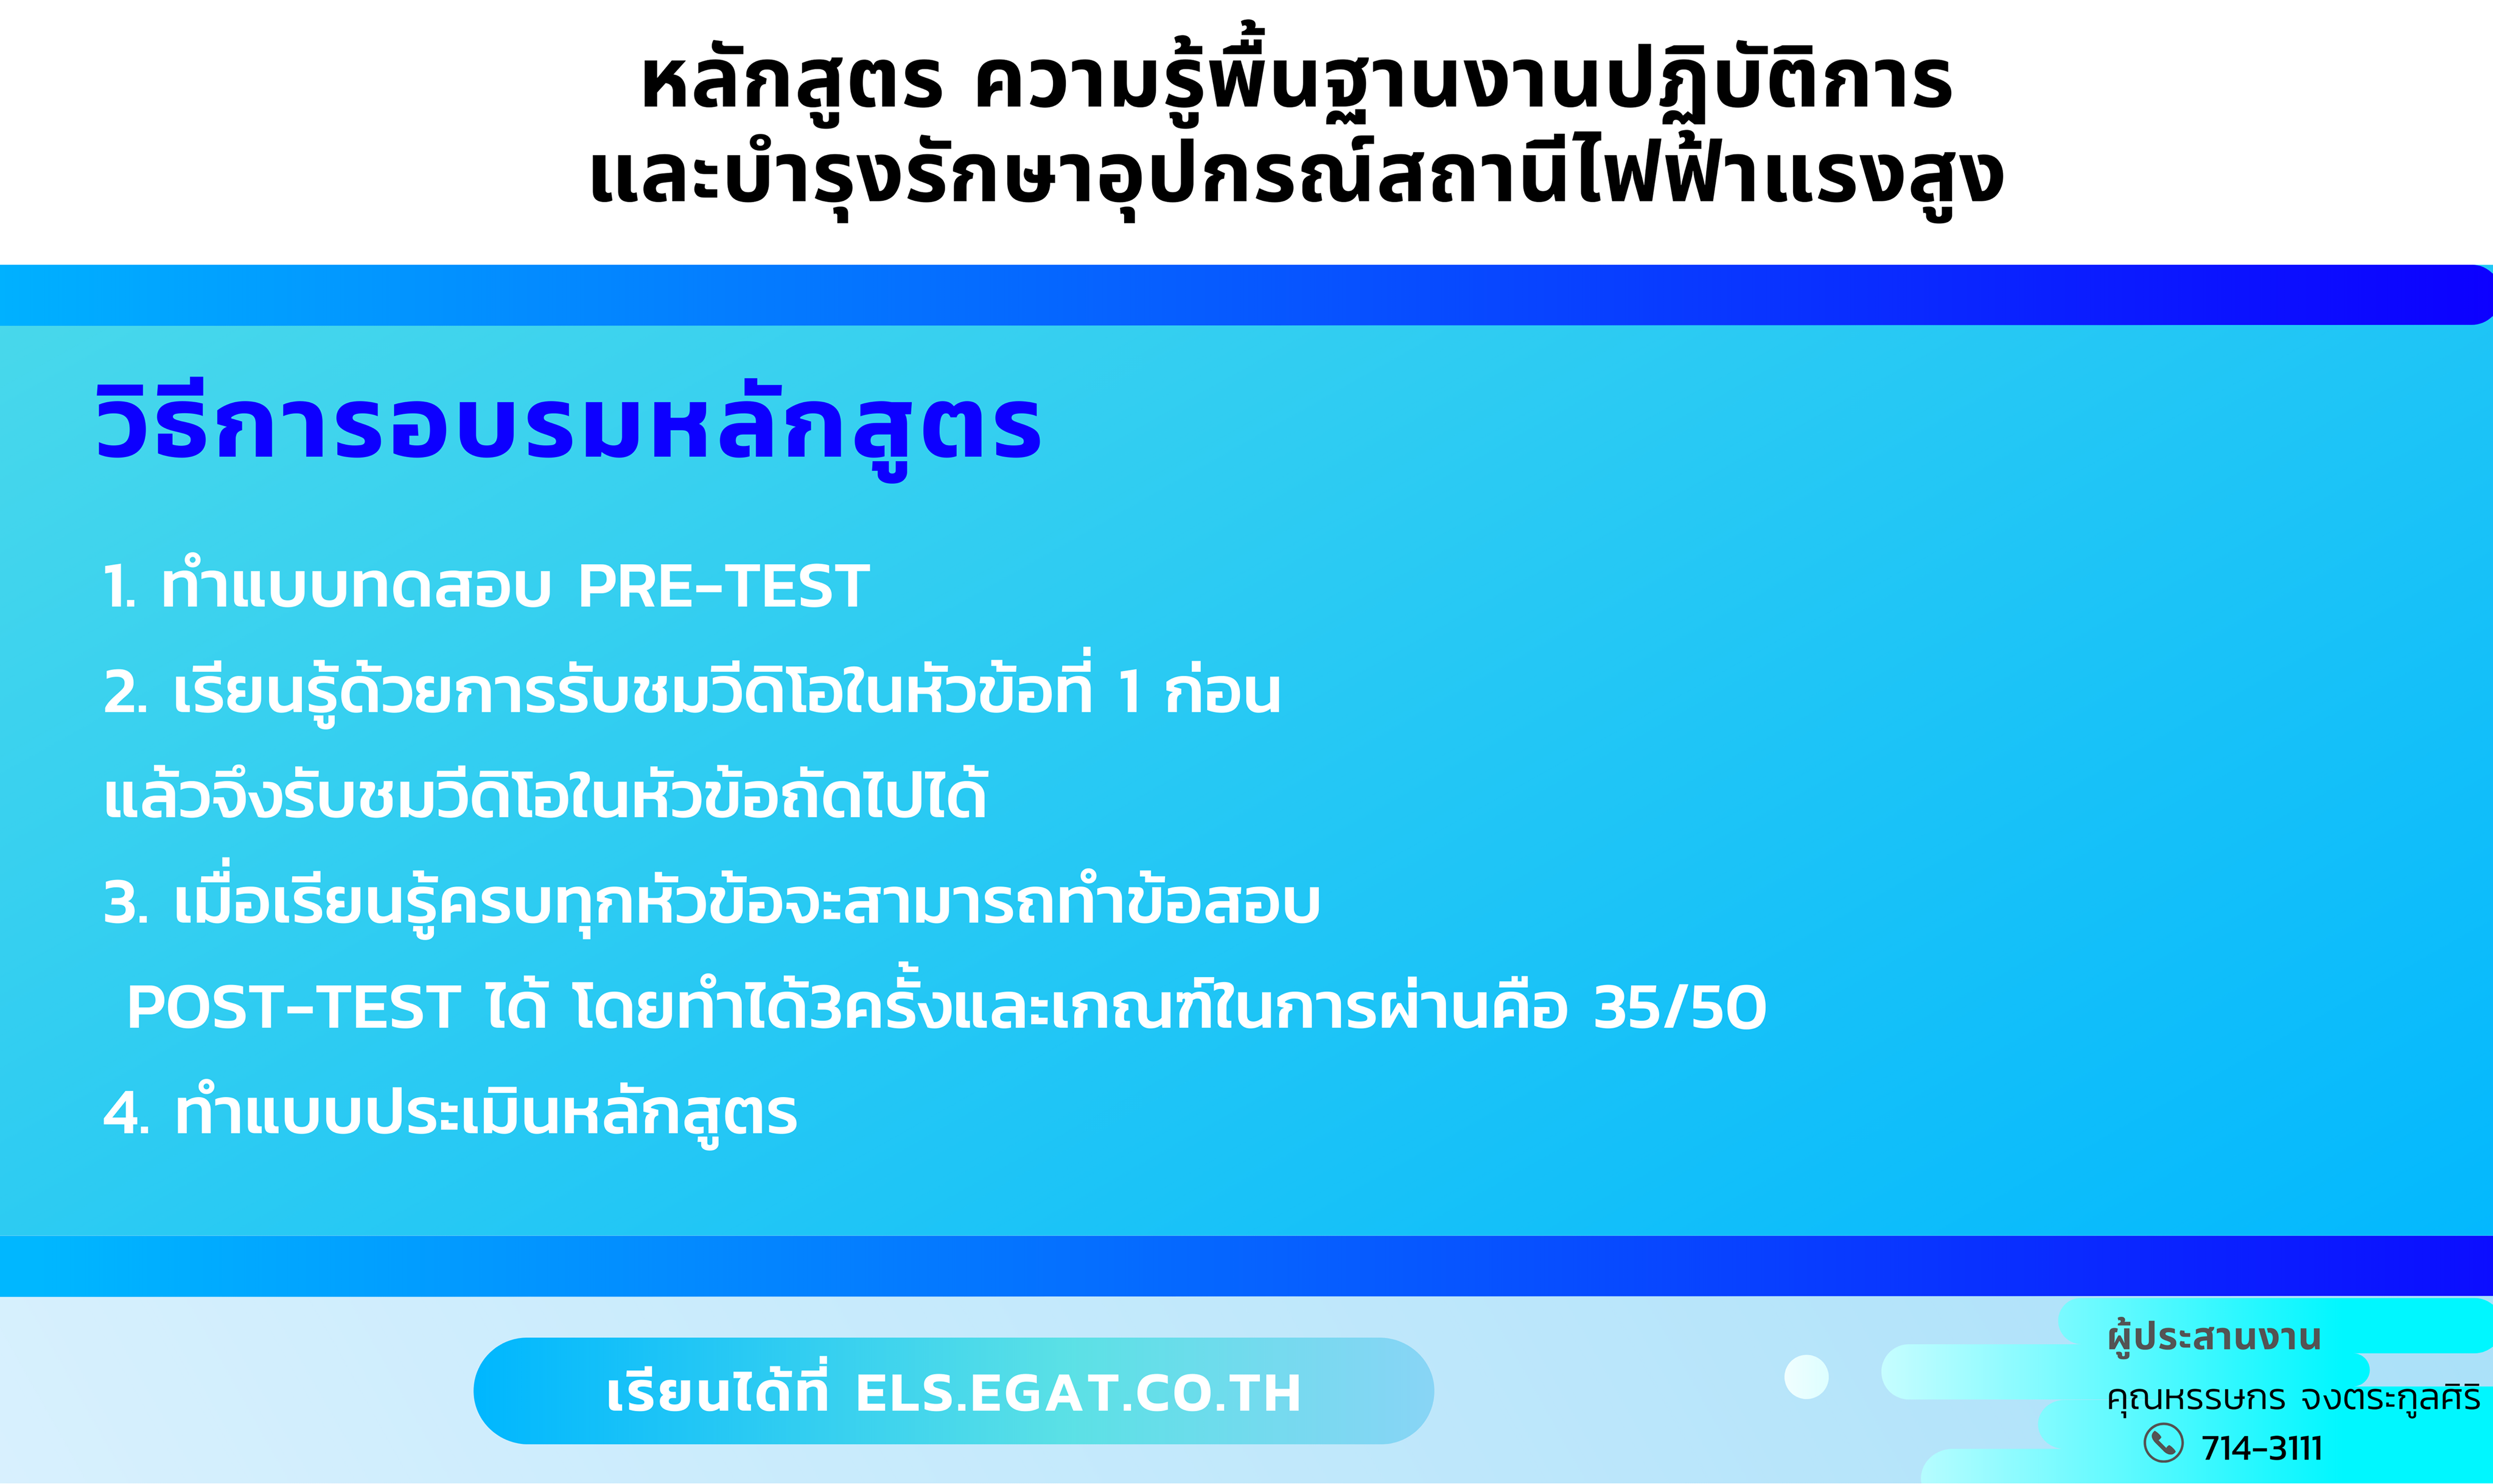 หลักสูตร ความรู้พื้นฐานงานปฏิบัติการ
และบำรุงรักษาอุปกรณ์สถานีไฟฟ้าแรงสูง
วิธีการอบรมหลักสูตร
1. ทำแบบทดสอบ PRE-TEST
2. เรียนรู้ด้วยการรับชมวีดิโอในหัวข้อที่ 1 ก่อน
แล้วจึงรับชมวีดิโอในหัวข้อถัดไปได้
3. เมื่อเรียนรู้ครบทุกหัวข้อจะสามารถทำข้อสอบ
POST-TEST ได้ โดยทำได้3ครั้งและเกณฑ์ในการผ่านคือ 35/50
4. ทำแบบประเมินหลักสูตร
เรียนได้ที่ ELS.EGAT.CO.TH
ผู้ประสานงาน
คุณหรรษกร จงตระกูลศิริ
714-3111